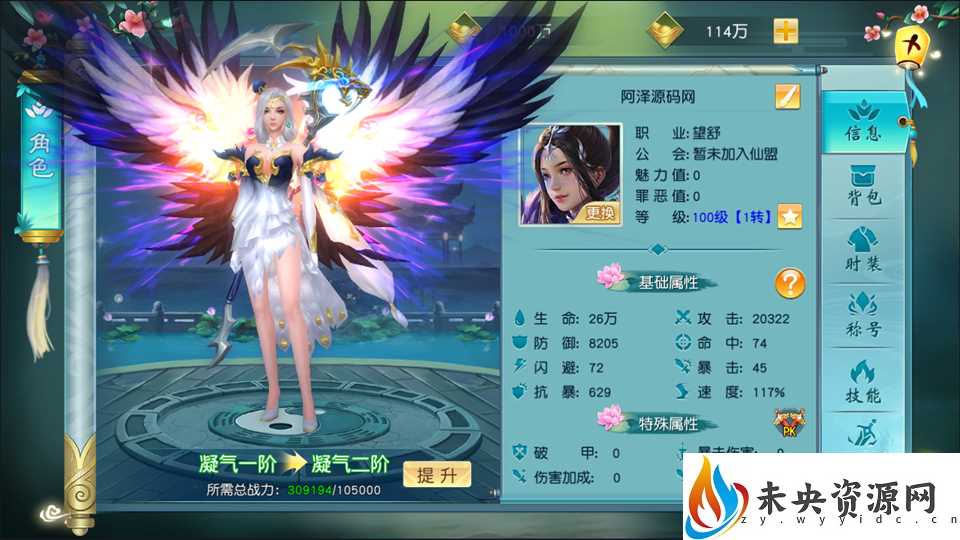 114万
角色
阿泽源码网
职 业:望舒
公 会:暂未加入仙盟
魅力值:0
罪恶值:0
等 级:100级【1转】
更换
基础属性
?
生 命: 26万
攻 击: 20322
防 御: 8205
命 中: 74
闪 避: 72
暴 击: 45
抗 暴: 629
速 度: 117%
特殊属性
PK
破 甲: 0
暴击伤害: 0
伤害加成: 0
凝气一阶
凝气二阶
所需总战力: 309194/105000
提升
信息
背包
时装
称号
技能
未央资源网
zy.wyyidc.cn